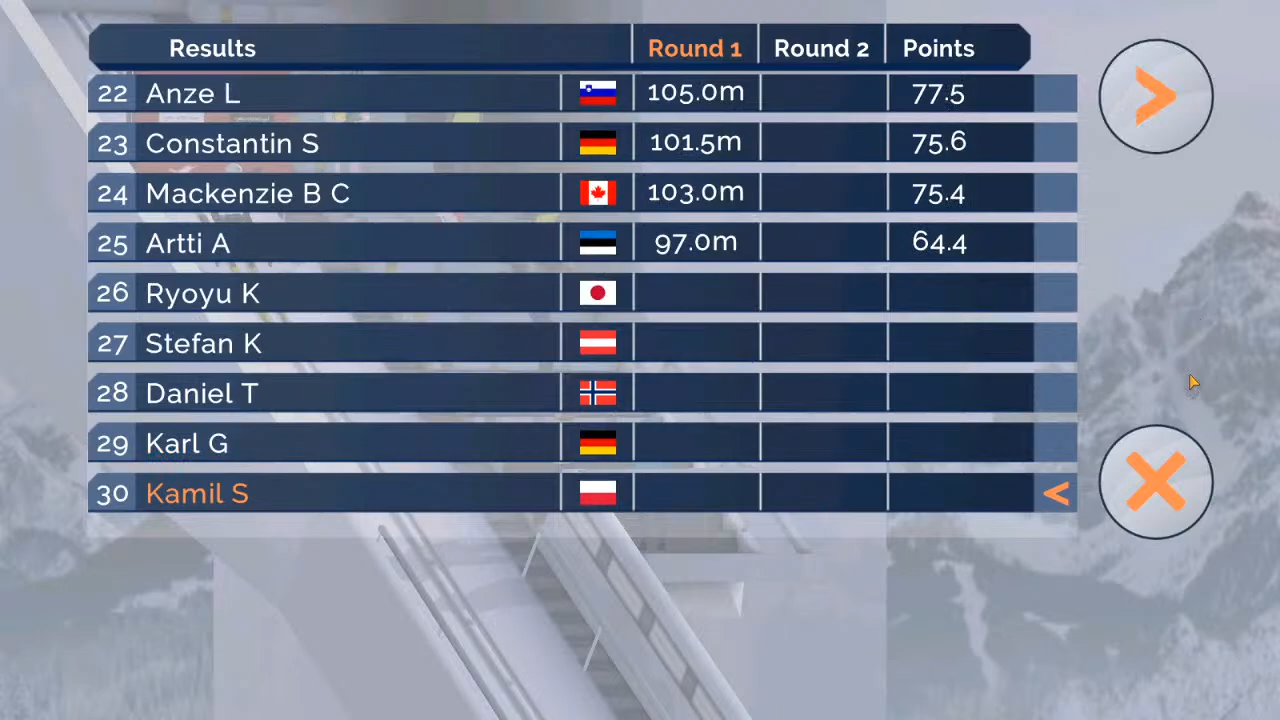 Results Round 1 Round 2 Points
22 Anze L 105.0m 77.5
23 Constantin S 101.5m 75.6
24 Mackenzie B C 103.0m 75.4
25 Artti A 97.0m 64.4
26 Ryoyu K
27 Stefan K
28 Daniel T
29 Karl G
30 Kamil S <